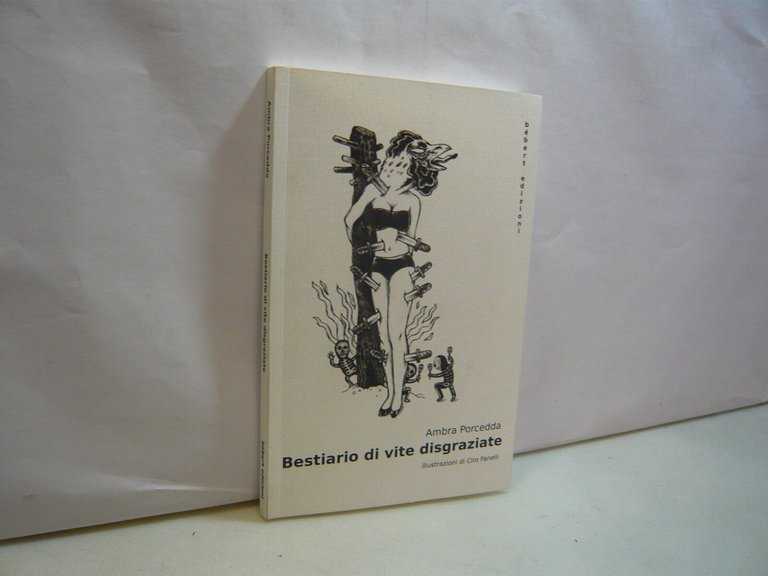 bébert edizioni
Ambra Porcedda
Bestiario di vite disgraziate
illustrazioni di Ciro Fanelli
Ambra Porcedda
Bestiario di vite disgraziate
bébert edizioni